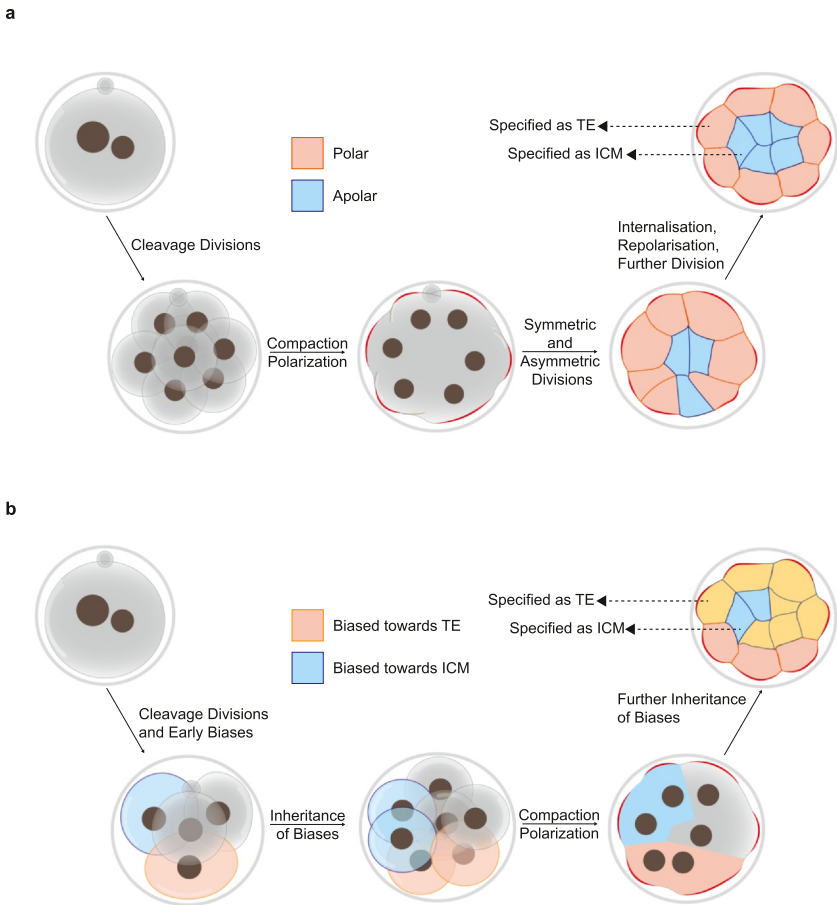 a
Specified as TE
Polar
Specified as ICM
Apolar
Cleavage Divisions
Internalisation,
Repolarisation,
Further Division
Compaction
Polarization
Symmetric
and
Asymmetric
Divisions
b
Specified as TE
Biased towards TE
Specified as ICM
Biased towards ICM
Cleavage Divisions
and Early Biases
Further Inheritance
of Biases
Inheritance
of Biases
Compaction
Polarization